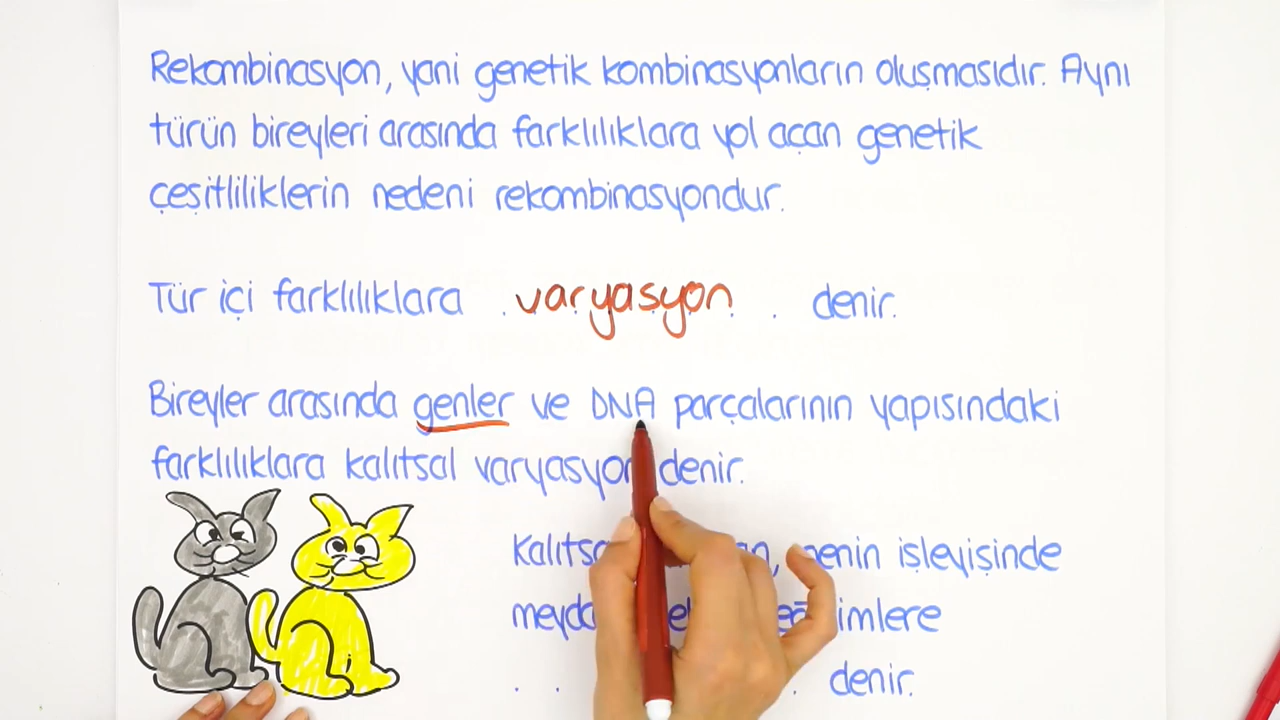 Rekombinasyon, yani genetik kombinasyonların oluşmasıdır. Aynı
türün bireyleri arasında farklılıklara yol açan genetik
çeşitliliklerin nedeni rekombinasyondur.
Tür içi farklılıklara . varyasyon . . denir.
Bireyler arasında genler ve DNA parçalarının yapısındaki
farklılıklara kalıtsal varyasyon denir.
işleyişinde
. . . denir.